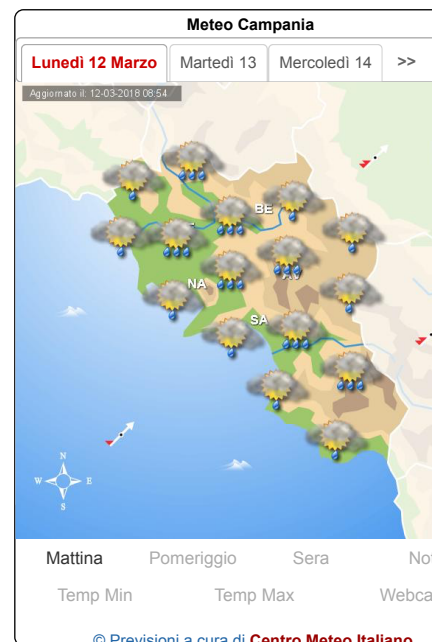 Meteo Campania
Lunedì 12 Marzo Martedì 13 Mercoledì 14 >>
Aggiornato il: 12-03-2018 08:54
BE
NA
SA
N
W E
S
Mattina Pomeriggio Sera
Temp Min Temp Max
© Previsioni a cura di Centro Meteo Italiano